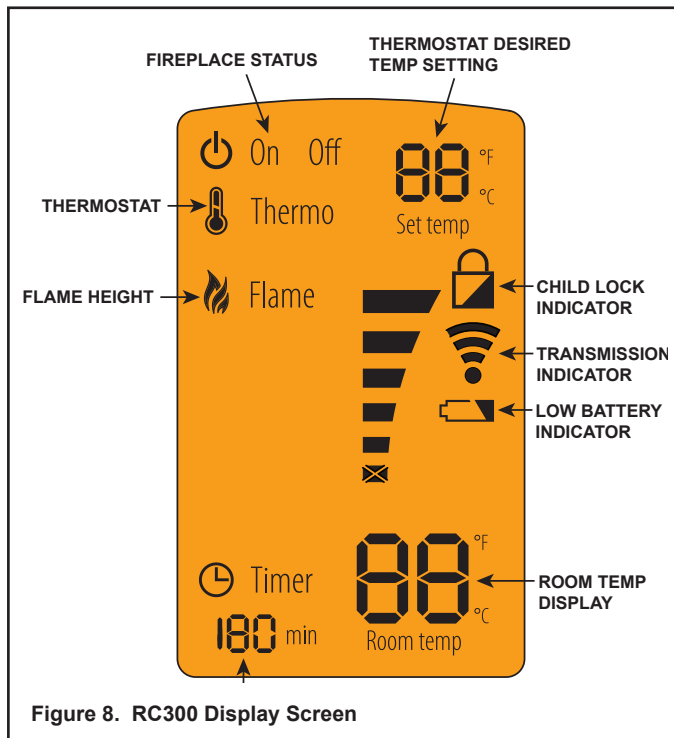 FIREPLACE STATUS
THERMOSTAT DESIRED
TEMP SETTING
On Off
88 °F
°C
Set temp
THERMOSTAT
Thermo
FLAME HEIGHT
Flame
CHILD LOCK
INDICATOR
TRANSMISSION
INDICATOR
LOW BATTERY
INDICATOR
Timer
180 min
88 °F
°C
Room temp
ROOM TEMP
DISPLAY
Figure 8. RC300 Display Screen